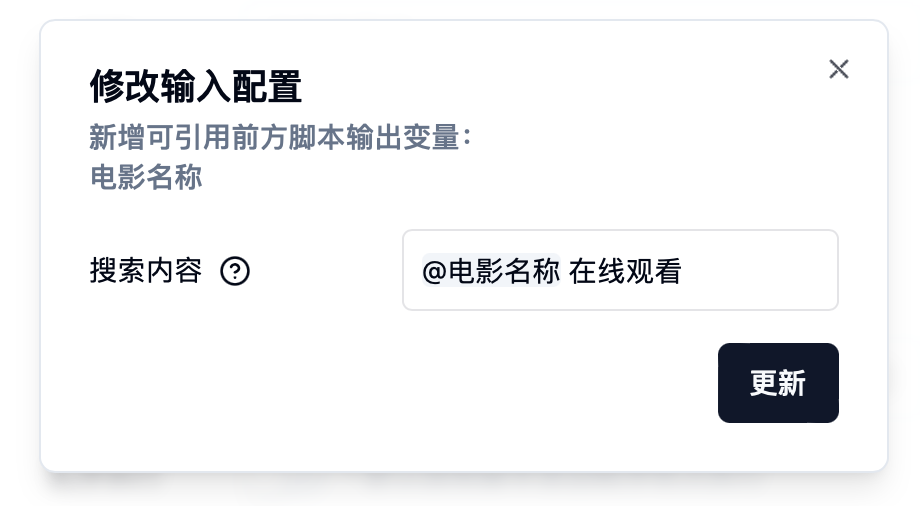 修改输入配置
新增可引用前方脚本输出变量：
电影名称
搜索内容
@电影名称 在线观看
更新